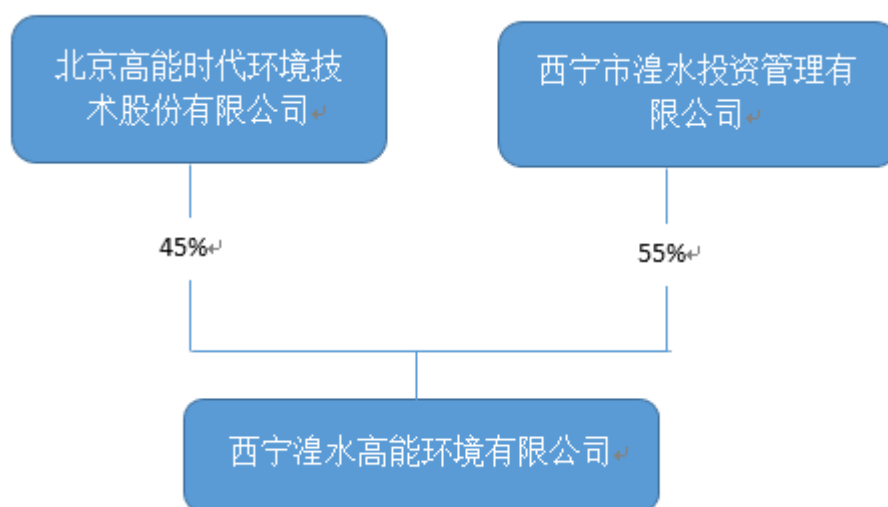 北京高能时代环境技
术股份有限公司
西宁市湟水投资管理有
限公司
45%
55%
西宁湟水高能环境有限公司